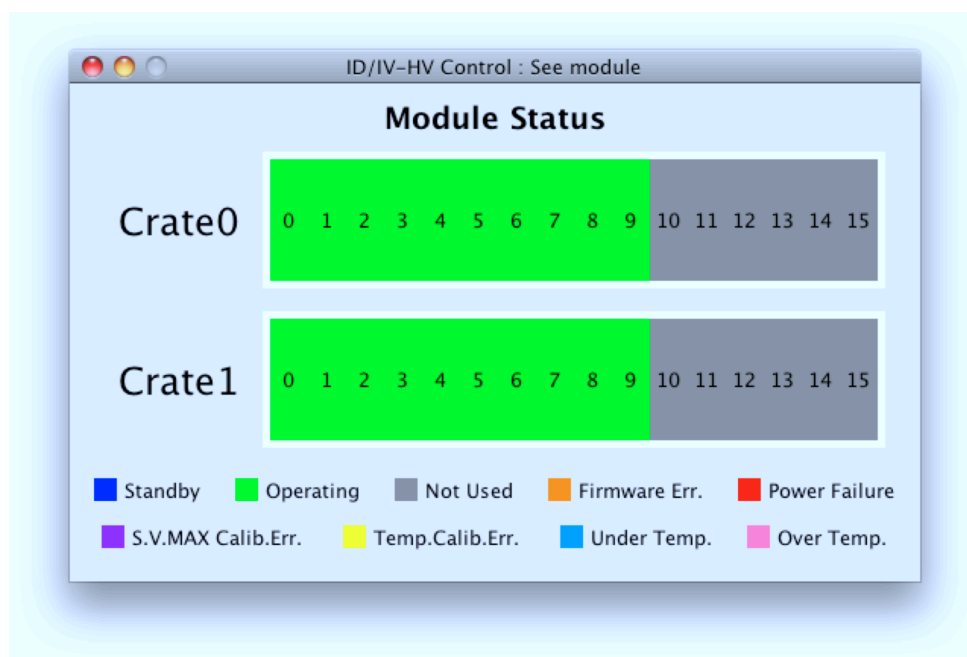 ID/IV-HV Control : See module
Module Status
Crate0 0 1 2 3 4 5 6 7 8 9 10 11 12 13 14 15
Crate1 0 1 2 3 4 5 6 7 8 9 10 11 12 13 14 15
Standby Operating Not Used Firmware Err. Power Failure
S.V.MAX Calib.Err. Temp.Calib.Err. Under Temp. Over Temp.